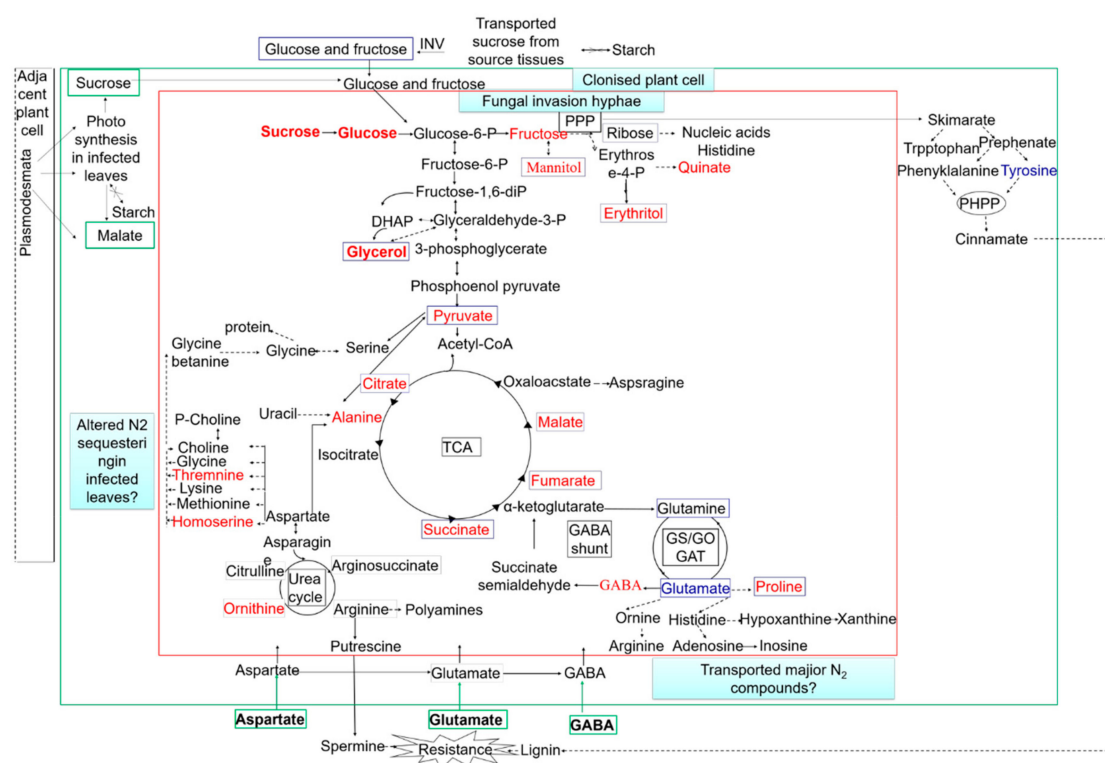 Transported
sucrose from
source tissues
Glucose and fructose
INV
Starch
Adja
cent
plant
cell
Plasmodesmata
Sucrose
Glucose and fructose
Clonised plant cell
Fungal invasion hyphae
Photo
synthesis
in infected
leaves
Starch
Malate
Sucrose
Glucose
Glucose-6-P
Fructose
PPP
Ribose
Nucleic acids
Histidine
Mannitol
Erythros
e-4-P
Quinate
Erythritol
Skimarate
Trpptophan
Prephenate
Phenyklalanine
Tyrosine
PHPP
Cinnamate
Fructose-6-P
Fructose-1,6-diP
DHAP
Glyceraldehyde-3-P
Glycerol
3-phosphoglycerate
Phosphoenol pyruvate
Pyruvate
Acetyl-CoA
protein
Glycine
betanine
Glycine
Serine
Citrate
Oxaloacstate
Aspsragine
Uracil
Alanine
Malate
Isocitrate
TCA
Fumarate
Succinate
α-ketoglutarate
Altered N2
sequesteri
ngin
infected
leaves?
P-Choline
Choline
Glycine
Thremnine
Lysine
Methionine
Homoserine
Aspartate
Asparagin
e
Citrulline
Arginosuccinate
Urea
cycle
Ornithine
Arginine
Polyamines
Putrescine
GABA
shunt
Glutamine
GS/GO
GAT
Succinate
semialdehyde
GABA
Glutamate
Proline
Ornine
Histidine
Hypoxanthine
Xanthine
Arginine
Adenosine
Inosine
Aspartate
Glutamate
GABA
Transported majior N2
compounds?
Aspartate
Glutamate
GABA
Spermine
Resistance
Lignin